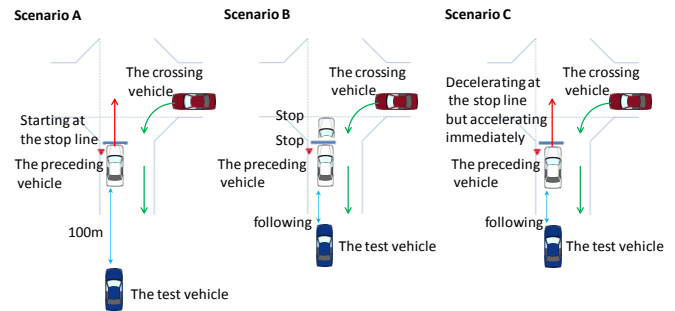 Scenario A
The crossing
vehicle
Starting at
the stop line
The preceding
vehicle
100m
The test vehicle
Scenario B
The crossing
vehicle
Stop
Stop
The preceding
vehicle
following
The test vehicle
Scenario C
Decelerating at
the stop line
but accelerating
immediately
The crossing
vehicle
The preceding
vehicle
following
The test vehicle